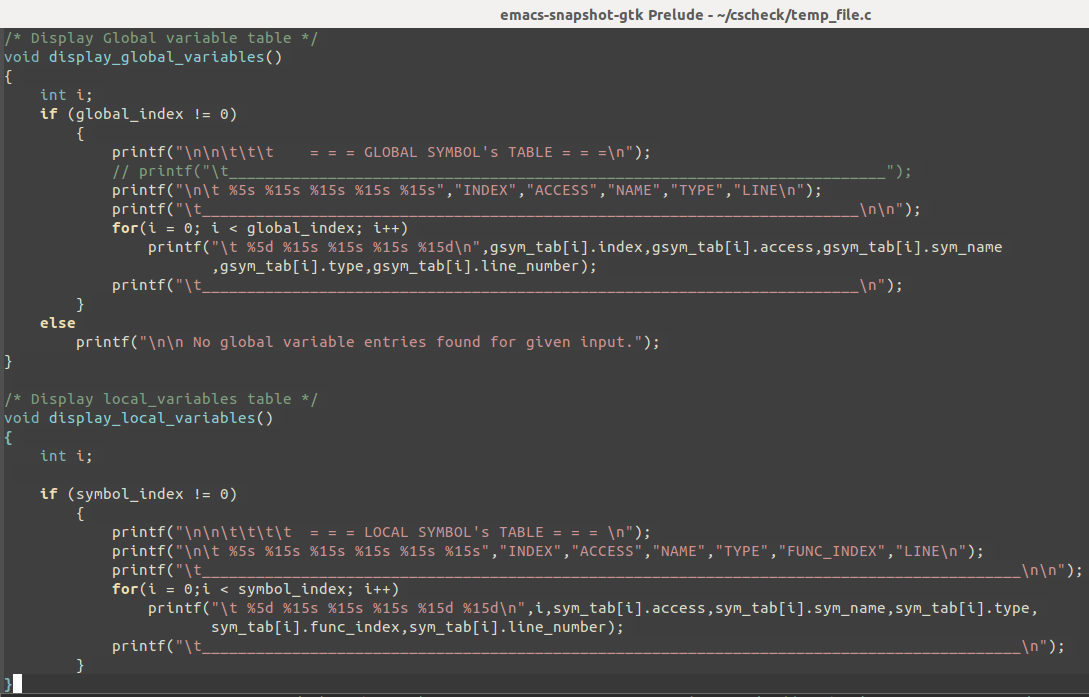 emacs-snapshot-gtk Prelude - ~/cscheck/temp_file.c
/* Display Global variable table */
void display_global_variables()
{
    int i;
    if (global_index != 0)
        {
            printf("\n\n\t\t\t    = = = GLOBAL SYMBOL's TABLE = = =\n");
            // printf("\t_________________________________________________________________________");
            printf("\n\t %5s %15s %15s %15s %15s","INDEX","ACCESS","NAME","TYPE","LINE\n");
            printf("\t_________________________________________________________________________\n\n");
            for(i = 0; i < global_index; i++)
                printf("\t %5d %15s %15s %15s %15d\n",gsym_tab[i].index,gsym_tab[i].access,gsym_tab[i].sym_name
                       ,gsym_tab[i].type,gsym_tab[i].line_number);
            printf("\t_________________________________________________________________________\n");
        }
    else
        printf("\n\n No global variable entries found for given input.");
}

/* Display local_variables table */
void display_local_variables()
{
    int i;

    if (symbol_index != 0)
        {
            printf("\n\n\t\t\t\t  = = = LOCAL SYMBOL's TABLE = = = \n");
            printf("\n\t %5s %15s %15s %15s %15s %15s","INDEX","ACCESS","NAME","TYPE","FUNC_INDEX","LINE\n");
            printf("\t___________________________________________________________________________________________\n\n");
            for(i = 0;i < symbol_index; i++)
                printf("\t %5d %15s %15s %15s %15d %15d\n",i,sym_tab[i].access,sym_tab[i].sym_name,sym_tab[i].type,
                       sym_tab[i].func_index,sym_tab[i].line_number);
            printf("\t___________________________________________________________________________________________\n");
        }
}